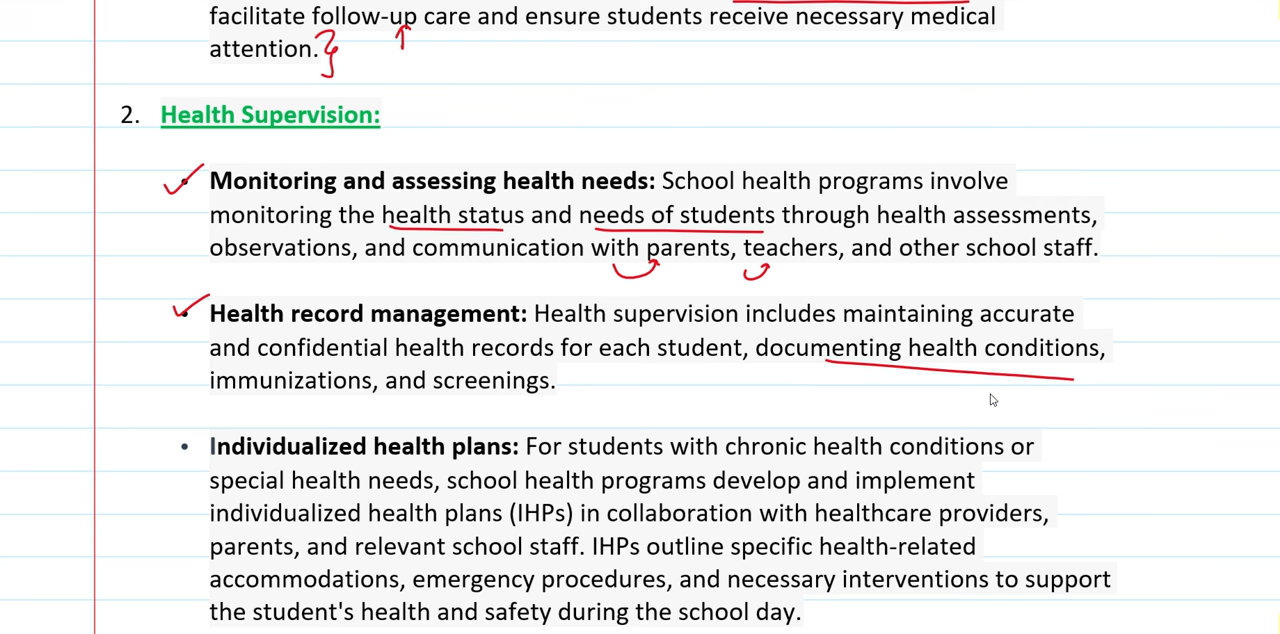 facilitate follow-up care and ensure students receive necessary medical
attention.
2. Health Supervision:
• Monitoring and assessing health needs: School health programs involve
monitoring the health status and needs of students through health assessments,
observations, and communication with parents, teachers, and other school staff.
• Health record management: Health supervision includes maintaining accurate
and confidential health records for each student, documenting health conditions,
immunizations, and screenings.
• Individualized health plans: For students with chronic health conditions or
special health needs, school health programs develop and implement
individualized health plans (IHPs) in collaboration with healthcare providers,
parents, and relevant school staff. IHPs outline specific health-related
accommodations, emergency procedures, and necessary interventions to support
the student's health and safety during the school day.